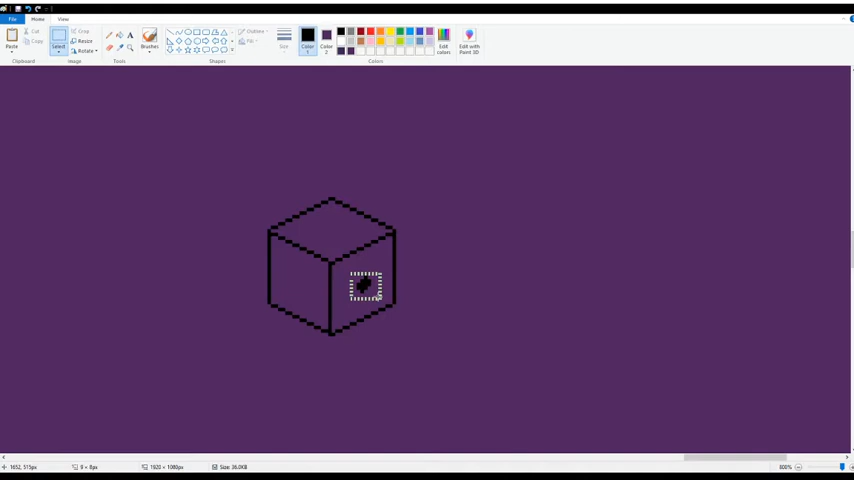 File Home View
Paste Cut Copy
Clipboard
Select Crop Resize Rotate
Image
Tools
Brushes
Shapes
Outline Fill
Size
Color 1 Color 2
Edit colors
Edit with Paint 3D
Colors
1652, 515px 9 × 8px 1920 × 1080px Size: 36.0KB 800%